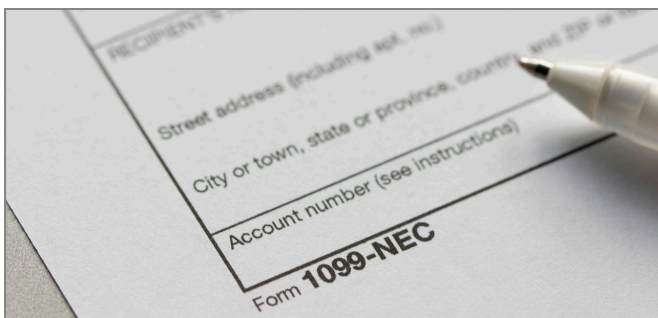 RECIPIENT'S
Street address (including apt. no.)
City or town, state or province, country, and ZIP or
Account number (see instructions)
Form 1099-NEC